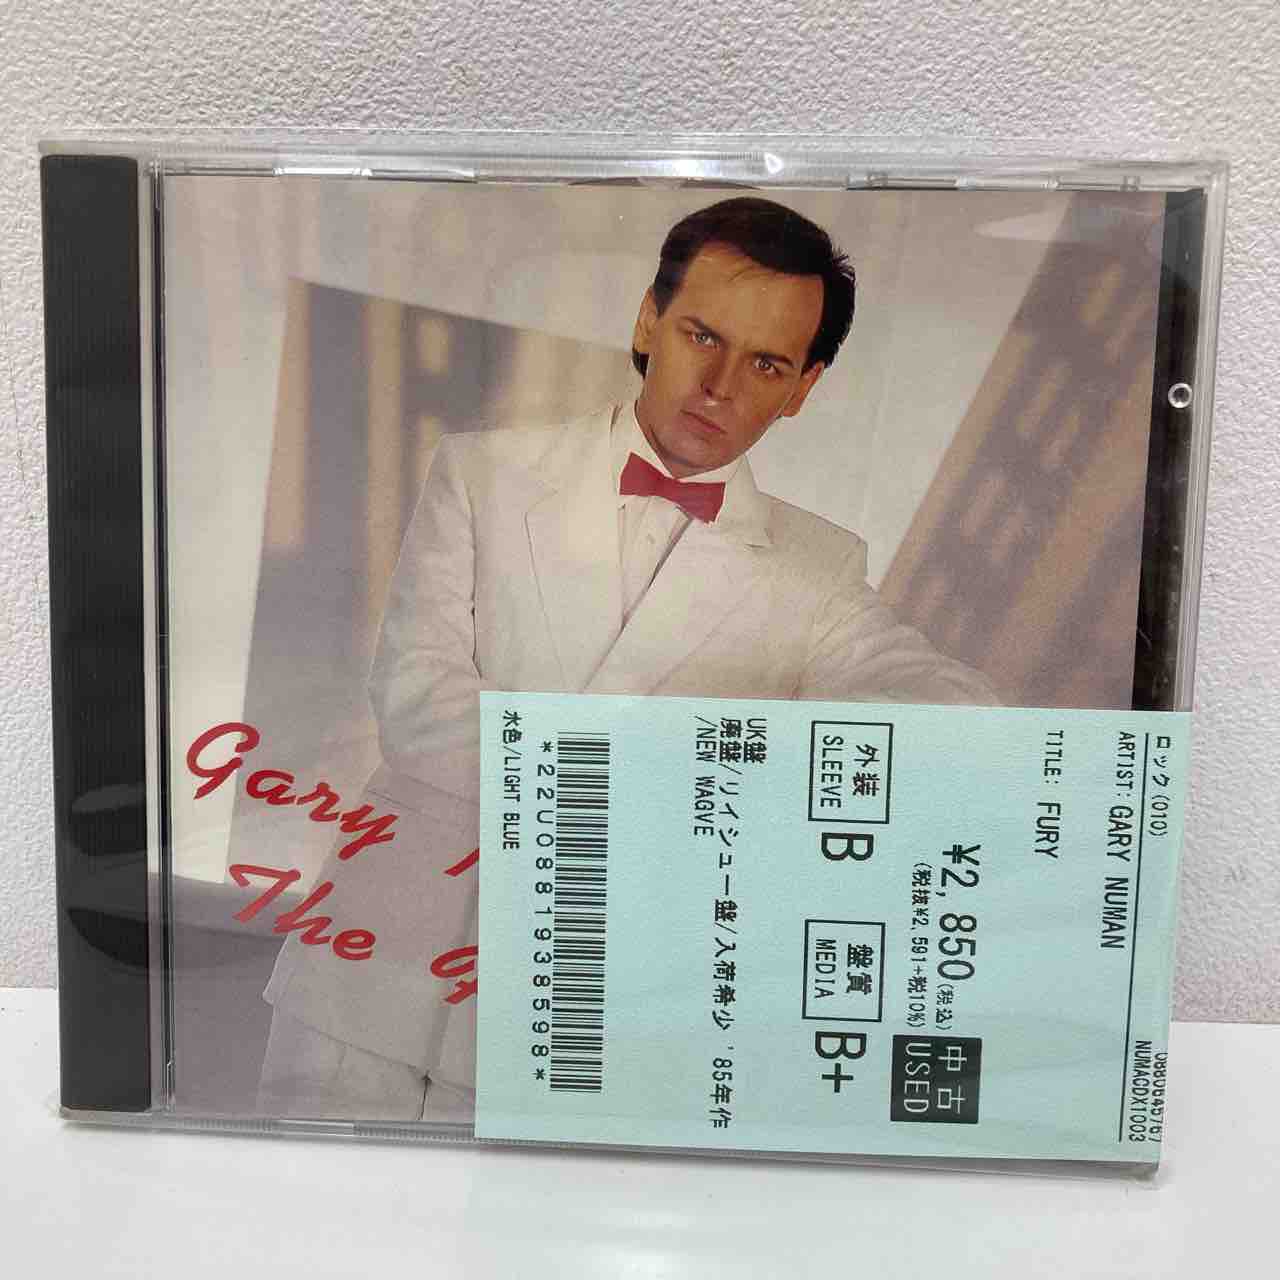 Gary
The
ロック(010)
ARTIST: GARY NUMAN
NUMACDX1003
TITLE: FURY
¥2,850(税込)
(税抜¥2,591+税10%)
中古
USED
外装
SLEEVE
B
盤質
MEDIA
B+
UK盤
廃盤/リイシュー盤/入荷希少 '85年作
/NEW WAGVE
*22U0881938598*
水色/LIGHT BLUE